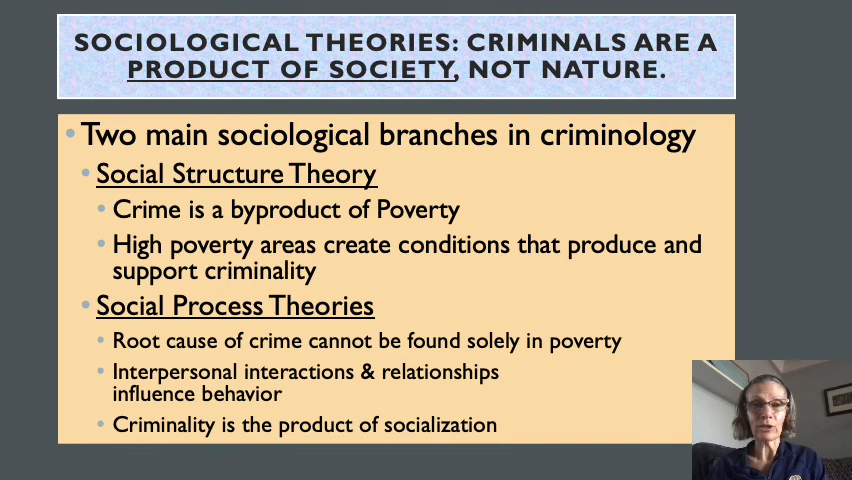 SOCIOLOGICAL THEORIES: CRIMINALS ARE A
PRODUCT OF SOCIETY, NOT NATURE.
• Two main sociological branches in criminology
• Social Structure Theory
• Crime is a byproduct of Poverty
• High poverty areas create conditions that produce and
support criminality
• Social Process Theories
• Root cause of crime cannot be found solely in poverty
• Interpersonal interactions & relationships
influence behavior
• Criminality is the product of socialization